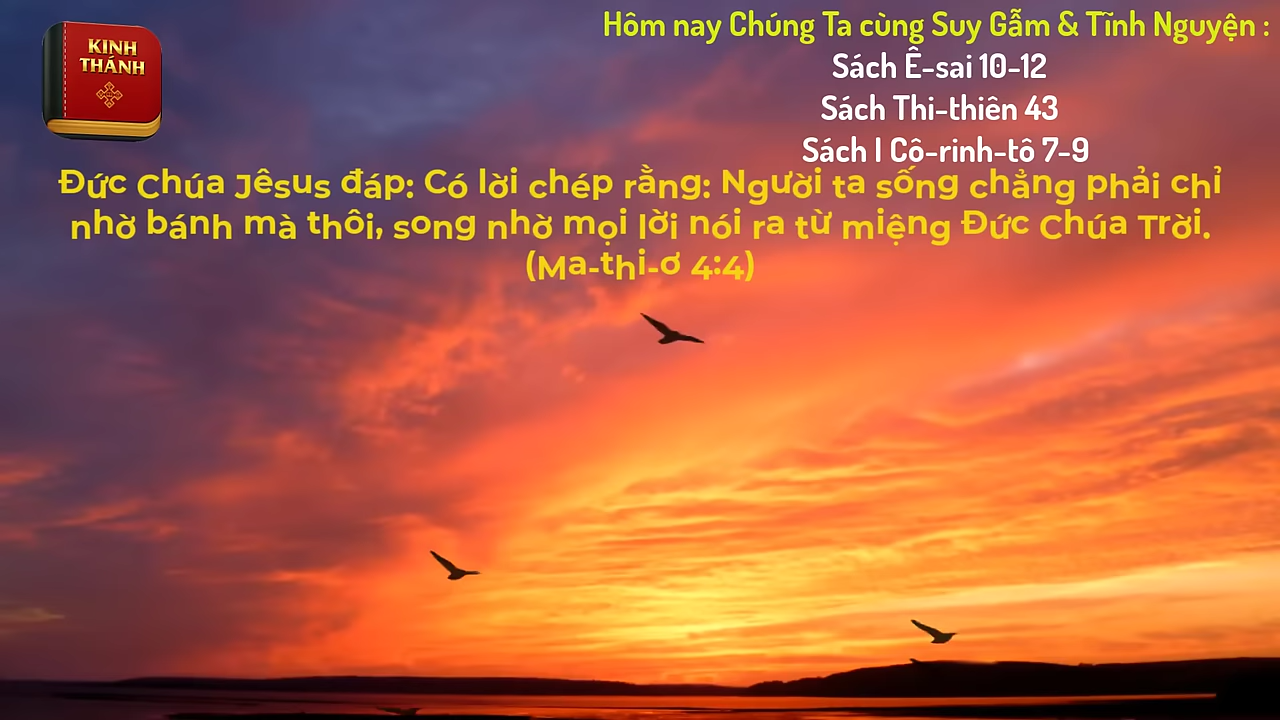 KINH
THÁNH
Hôm nay Chúng Ta cùng Suy Gẫm & Tĩnh Nguyện :
Sách Ê-sai 10-12
Sách Thi-thiên 43
Sách I Cô-rinh-tô 7-9
Đức Chúa Jêsus đáp: Có lời chép rằng: Người ta sống chẳng phải chỉ
nhờ bánh mà thôi, song nhờ mọi lời nói ra từ miệng Đức Chúa Trời.
(Ma-thi-ơ 4:4)